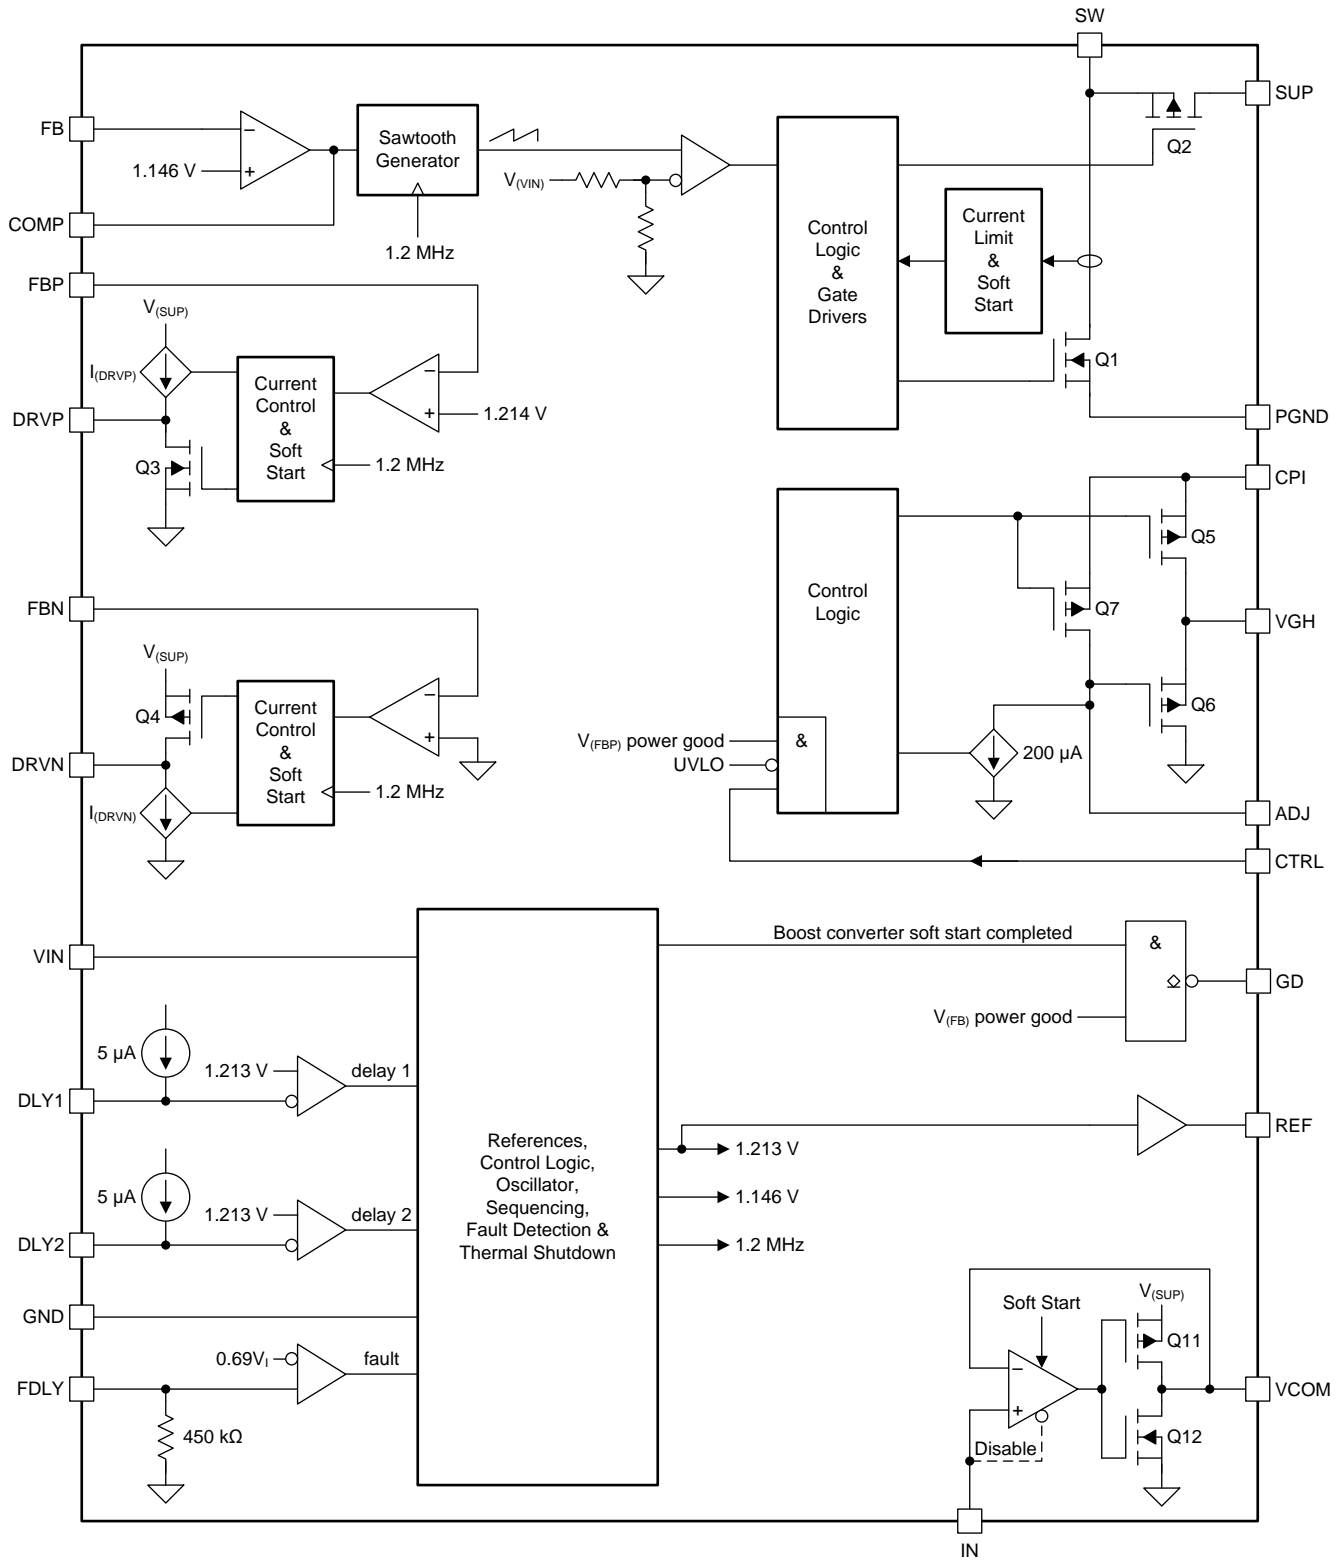 SW
SUP
Q2
FB
−
1.146 V
+
Sawtooth
Generator
V(VIN)
COMP
1.2 MHz
Control
Logic
&
Gate
Drivers
Current
Limit
&
Soft
Start
Q1
PGND
FBP
V(SUP)
I(DRVP)
DRVP
Q3
Current
Control
&
Soft
Start
−
+
1.214 V
1.2 MHz
CPI
Q5
Control
Logic
Q7
VGH
Q6
V(FBP) power good
UVLO
&
200 µA
ADJ
CTRL
FBN
V(SUP)
Q4
DRVN
I(DRVN)
Current
Control
&
Soft
Start
−
+
1.2 MHz
VIN
5 µA
1.213 V
delay 1
DLY1
5 µA
1.213 V
delay 2
DLY2
GND
0.69VI
fault
FDLY
450 kΩ
References,
Control Logic,
Oscillator,
Sequencing,
Fault Detection &
Thermal Shutdown
Boost converter soft start completed
&
V(FB) power good
GD
REF
1.213 V
1.146 V
1.2 MHz
Soft Start
V(SUP)
Q11
−
+
VCOM
Q12
Disable
IN